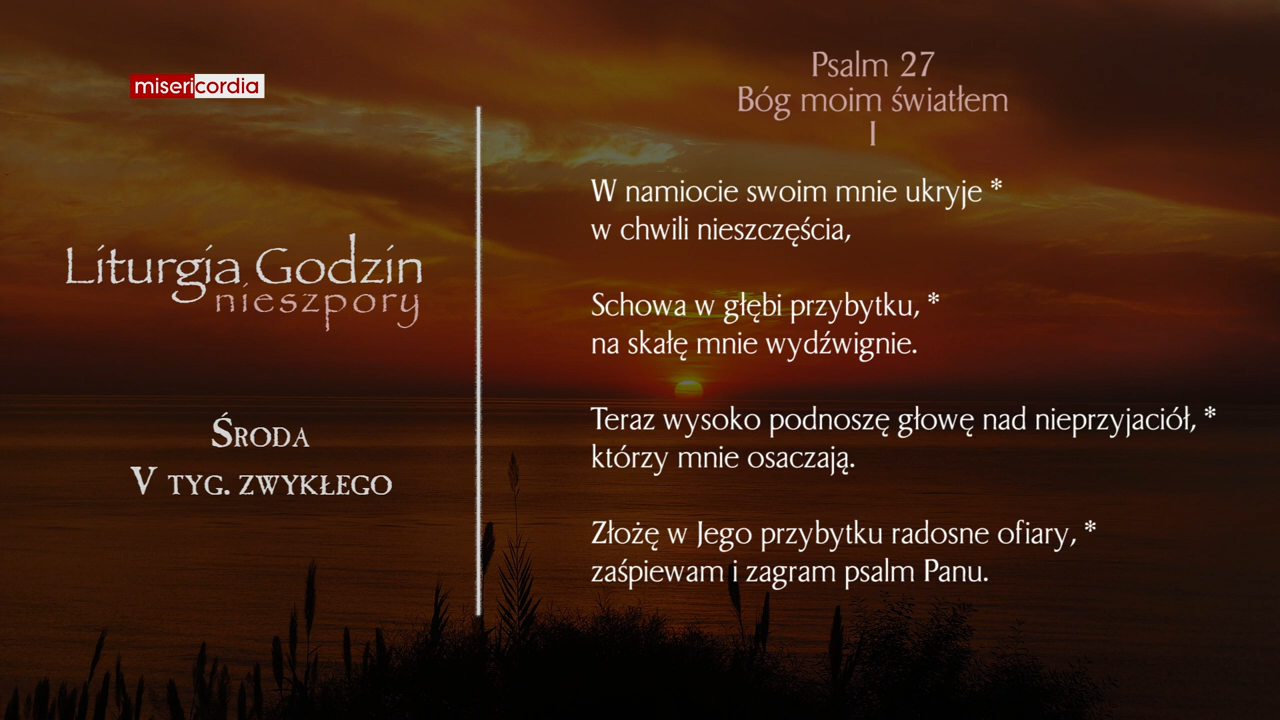 misericordia
Liturgia Godzin
nieszpory
Środa
V tyg. zwykłego
Psalm 27
Bóg moim światłem
I
W namiocie swoim mnie ukryje *
w chwili nieszczęścia,
Schowa w głębi przybytku, *
na skałę mnie wydźwignie.
Teraz wysoko podnoszę głowę nad nieprzyjaciół, *
którzy mnie osaczają.
Złożę w Jego przybytku radosne ofiary, *
zaśpiewam i zagram psalm Panu.